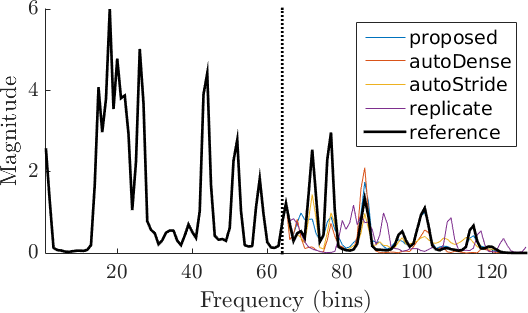 6
4
2
0
Magnitude
20
40
60
80
100
120
Frequency (bins)
proposed
autoDense
autoStride
replicate
reference